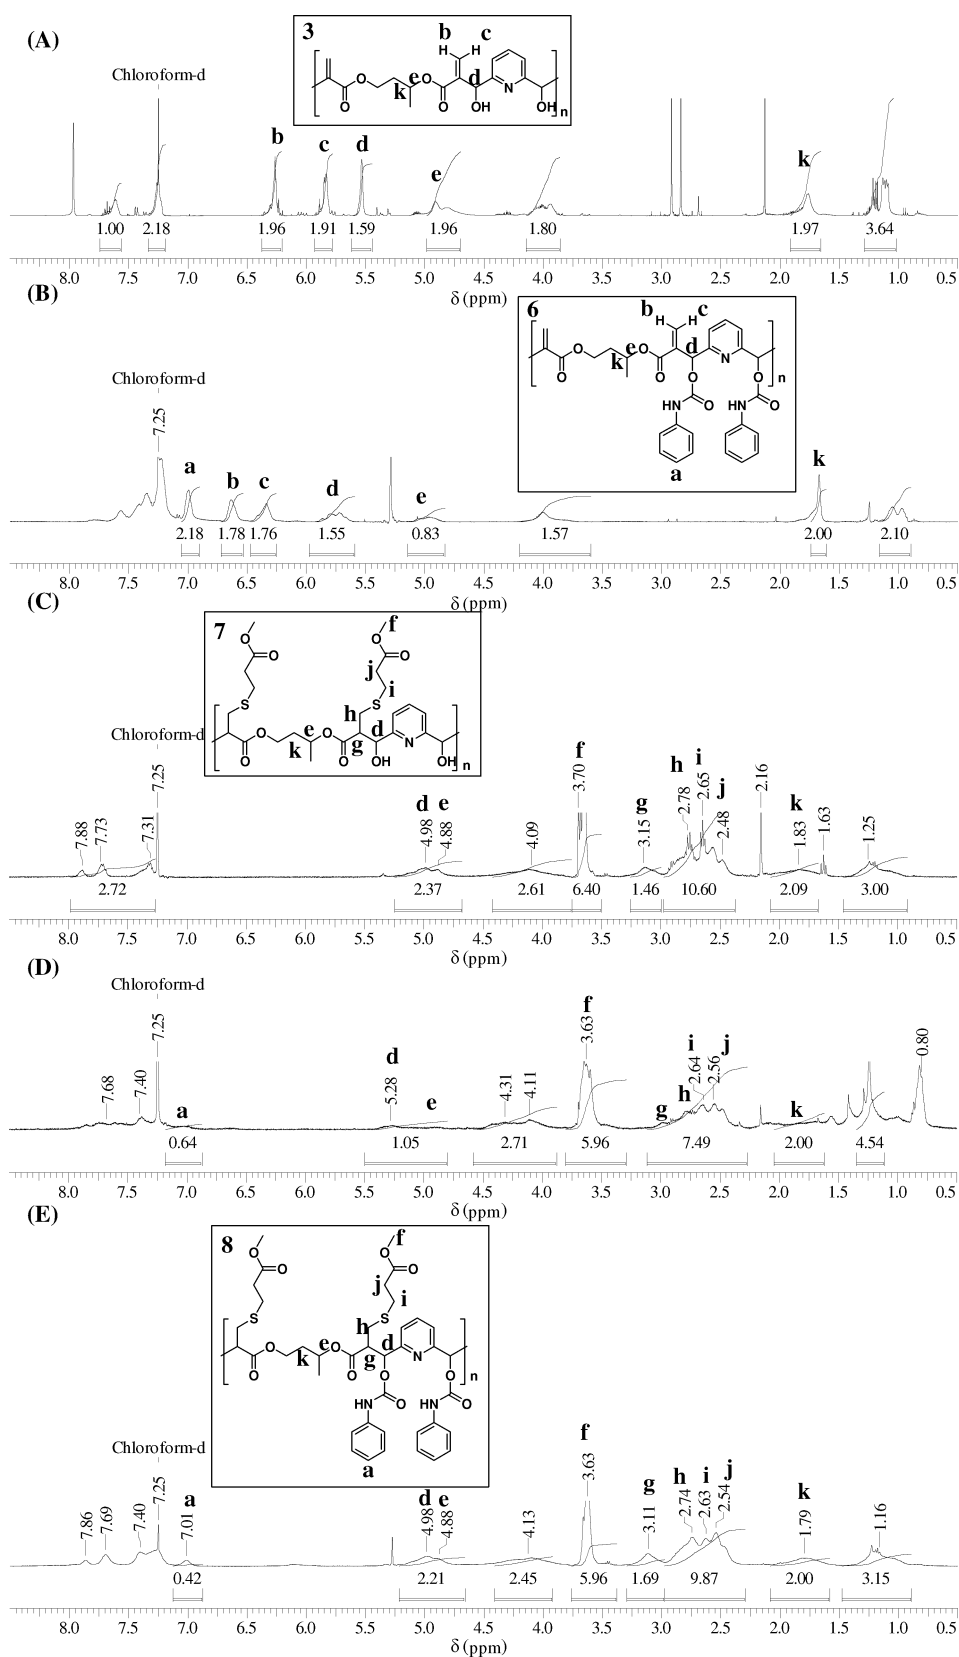 (A)
3
b c
H H
Chloroform-d
e O d
O O N
k O OH OH n
b c d e k
1.00 2.18 1.96 1.91 1.59 1.96 1.80 1.97 3.64
8.0 7.5 7.0 6.5 6.0 5.5 5.0 4.5 4.0 3.5 3.0 2.5 2.0 1.5 1.0 0.5
δ (ppm)
(B)
6
b c
H H
e O d
O O N
k O O O n
HN O HN O
a
Chloroform-d
7.25
a b c d e k
2.18 1.78 1.76 1.55 0.83 1.57 2.00 2.10
8.0 7.5 7.0 6.5 6.0 5.5 5.0 4.5 4.0 3.5 3.0 2.5 2.0 1.5 1.0 0.5
δ (ppm)
(C)
7
f
O O
O O
j
i
S S
h
e d
O O N
k g
O O OH OH n
Chloroform-d
7.88 7.73 7.31 7.25 4.98 4.88 4.09 3.70 3.15 2.78 2.65 2.48 2.16 1.83 1.63 1.25
d e f g h i j k
2.72 2.37 2.61 6.40 1.46 10.60 2.09 3.00
8.0 7.5 7.0 6.5 6.0 5.5 5.0 4.5 4.0 3.5 3.0 2.5 2.0 1.5 1.0 0.5
δ (ppm)
(D)
Chloroform-d
7.68 7.40 7.25 5.28 4.31 4.11 3.63 2.64 2.56 0.80
a d e f g h i j k
0.64 1.05 2.71 5.96 7.49 2.00 4.54
8.0 7.5 7.0 6.5 6.0 5.5 5.0 4.5 4.0 3.5 3.0 2.5 2.0 1.5 1.0 0.5
δ (ppm)
(E)
8
f
O O
O O
j
i
S S
h
e O d
O N
k g
O O O O n
HN O HN O
a
Chloroform-d
7.86 7.69 7.40 7.25 7.01 4.98 4.88 4.13 3.63 3.11 2.74 2.63 2.54 1.79 1.16
a d e f g h i j k
0.42 2.21 2.45 5.96 1.69 9.87 2.00 3.15
8.0 7.5 7.0 6.5 6.0 5.5 5.0 4.5 4.0 3.5 3.0 2.5 2.0 1.5 1.0 0.5
δ (ppm)